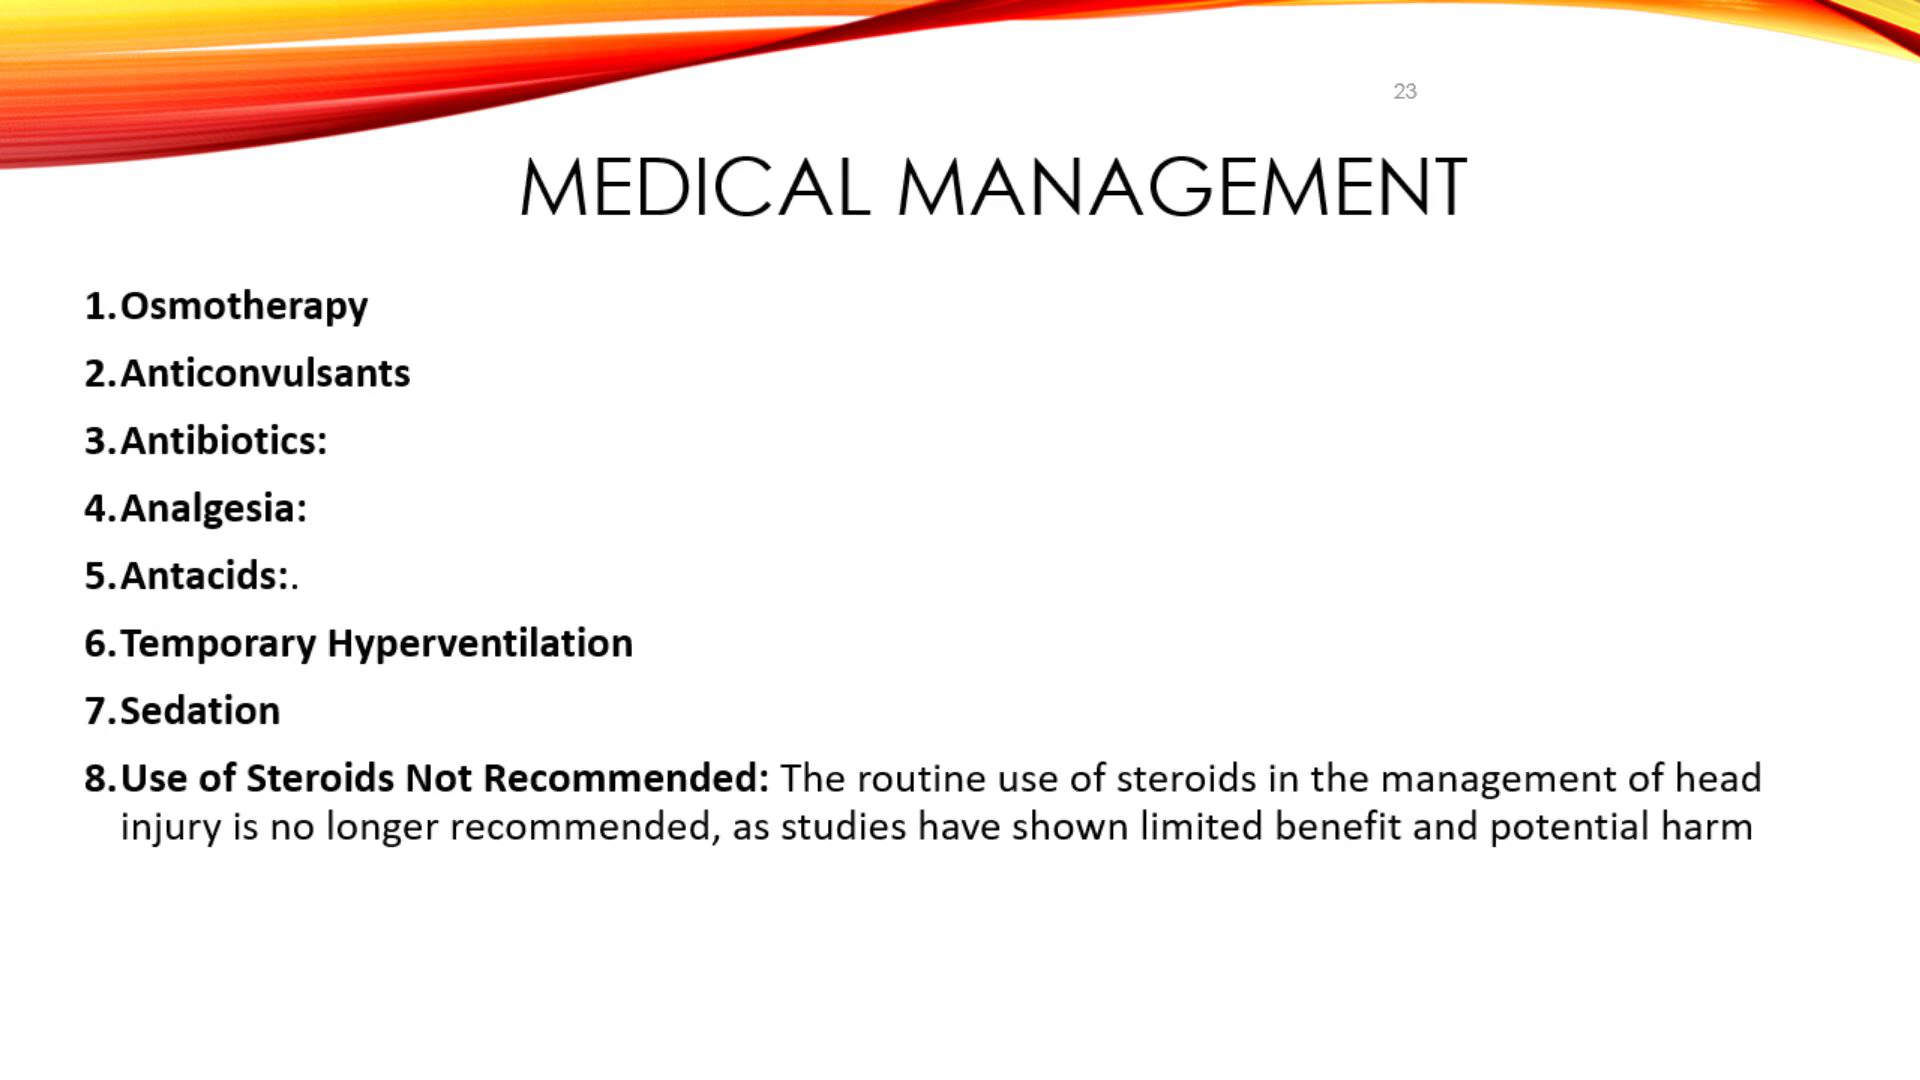 23
MEDICAL MANAGEMENT
1.Osmotherapy
2.Anticonvulsants
3.Antibiotics:
4.Analgesia:
5.Antacids:.
6.Temporary Hyperventilation
7.Sedation
8.Use of Steroids Not Recommended: The routine use of steroids in the management of head
injury is no longer recommended, as studies have shown limited benefit and potential harm